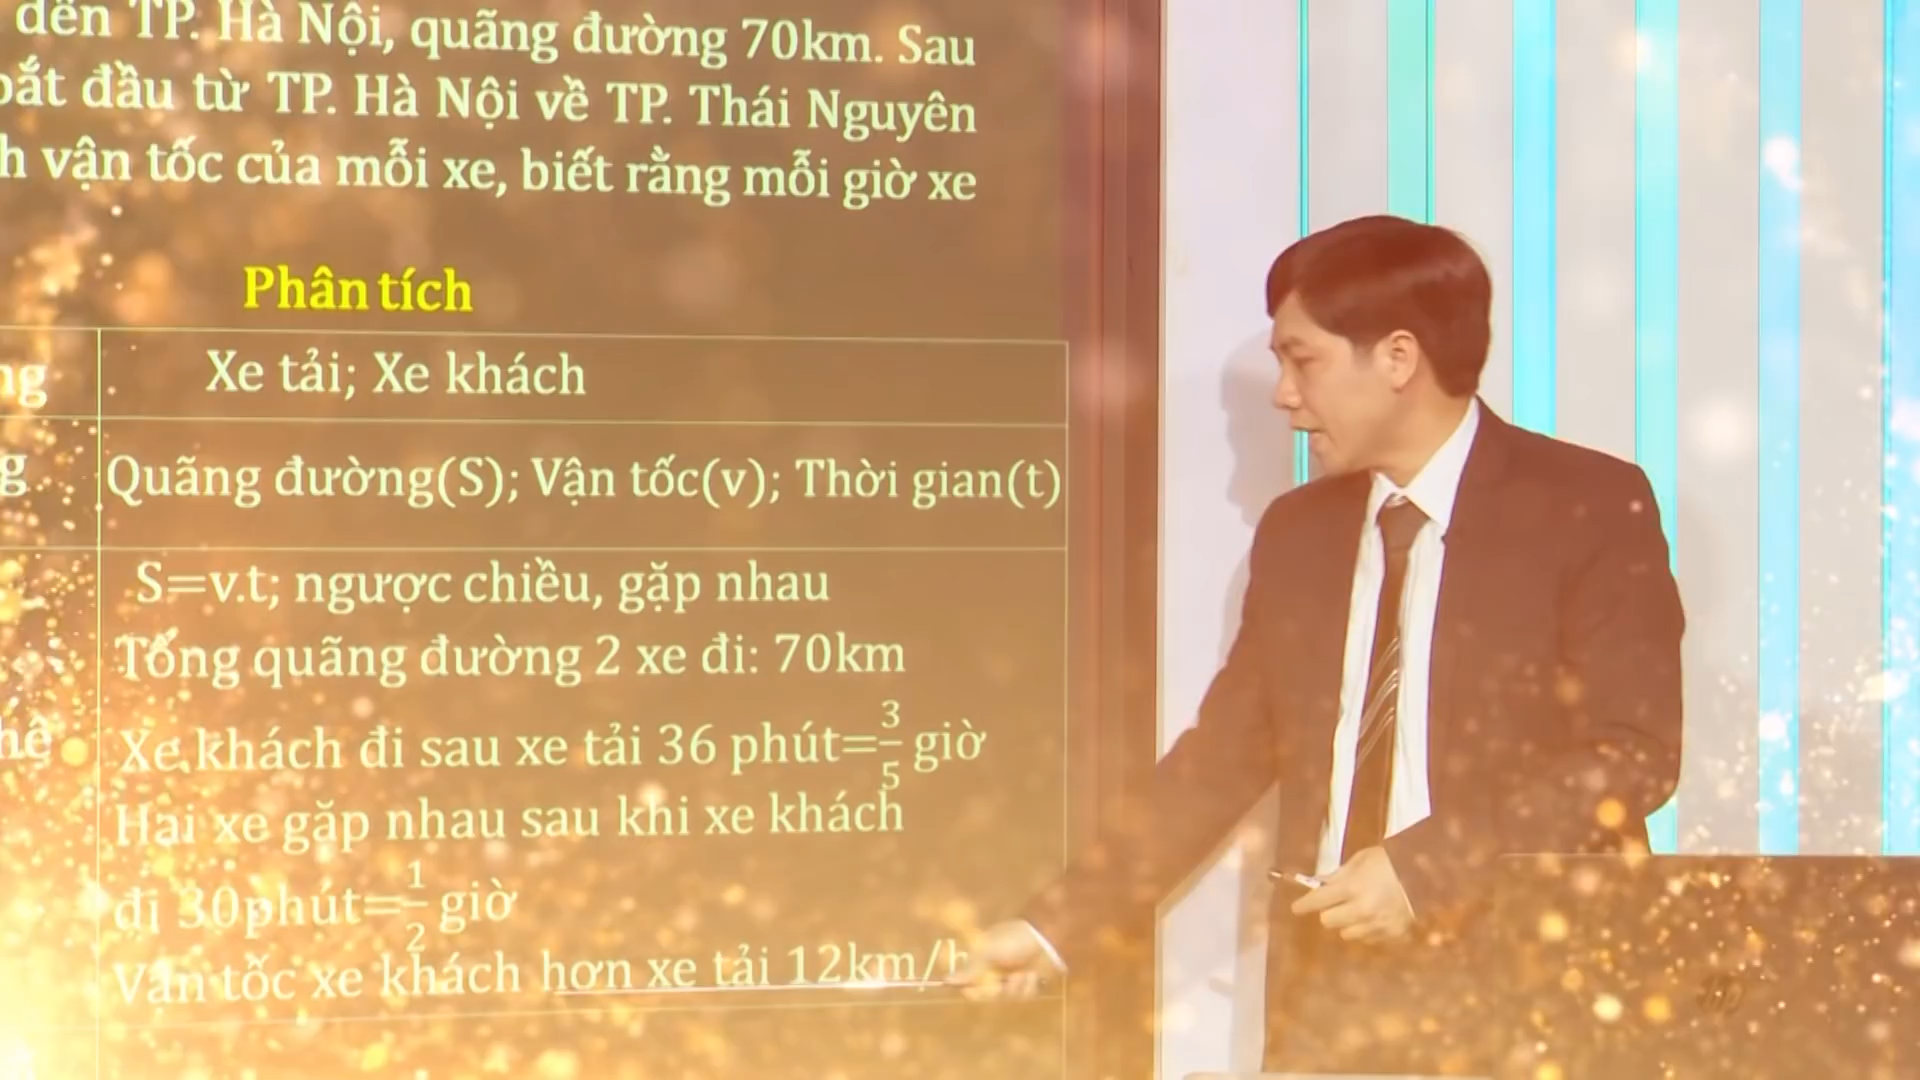 đến TP. Hà Nội, quãng đường 70km. Sau
bắt đầu từ TP. Hà Nội về TP. Thái Nguyên
h vận tốc của mỗi xe, biết rằng mỗi giờ xe
Phân tích
ng
Xe tải; Xe khách
g
Quãng đường(S); Vận tốc(v); Thời gian(t)
S=v.t; ngược chiều, gặp nhau
Tổng quãng đường 2 xe đi: 70km
hệ
Xe khách đi sau xe tải 36 phút=3/5 giờ
Hai xe gặp nhau sau khi xe khách
đi 30phút=1/2 giờ
Vận tốc xe khách hơn xe tải 12km/h